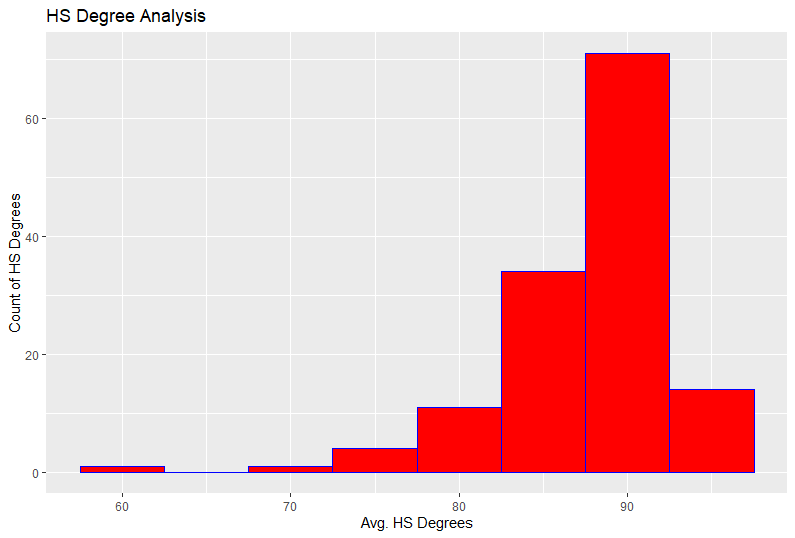 HS Degree Analysis
Count of HS Degrees
60
40
20
0
60 70 80 90
Avg. HS Degrees